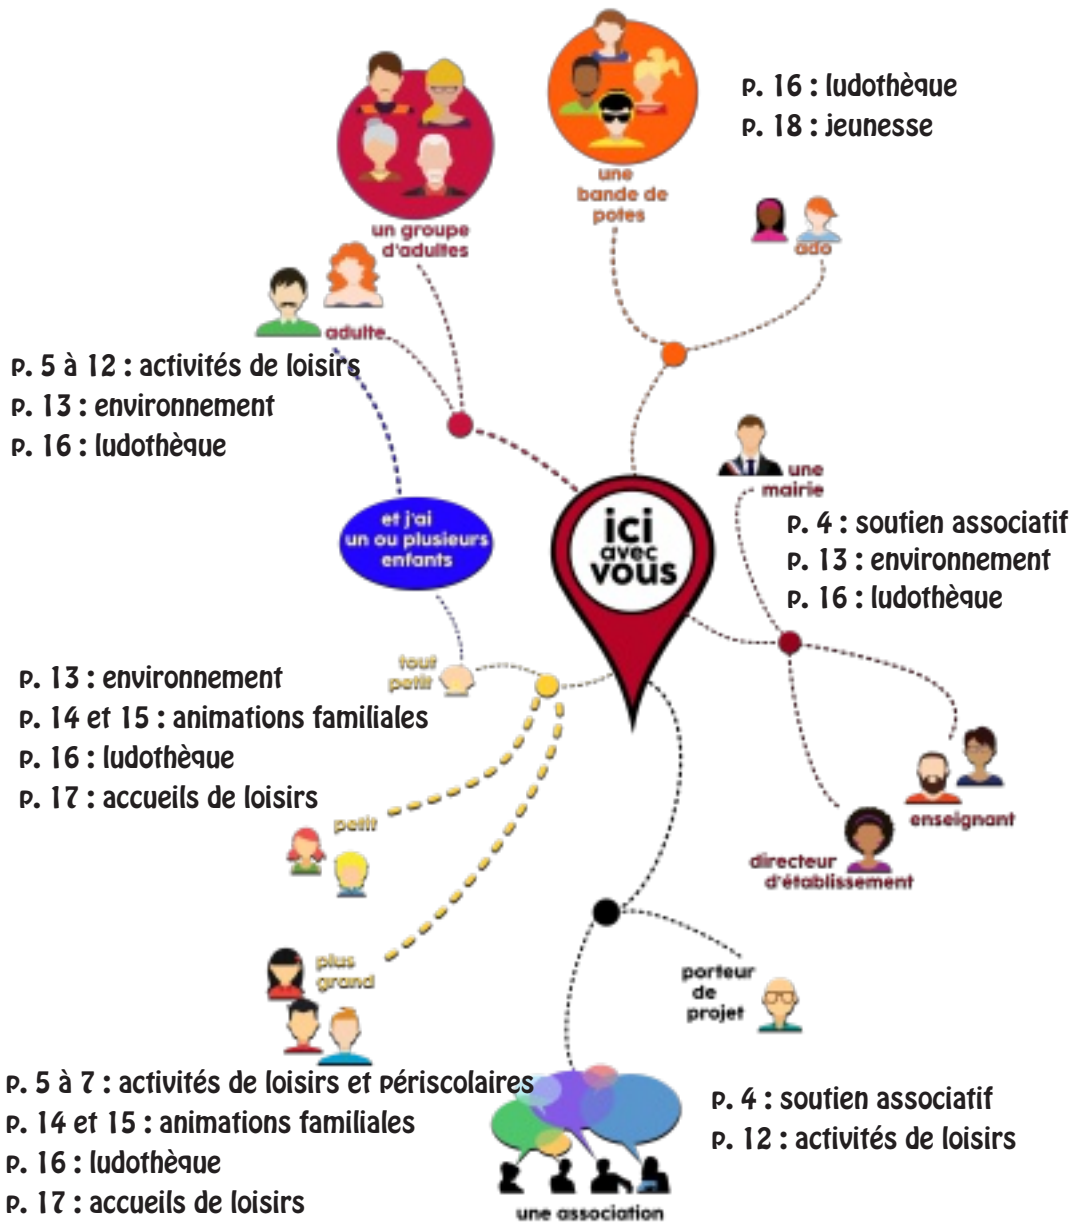 p. 16 : ludothèque
p. 18 : jeunesse
une
bande de
potes
ado
un groupe
d'adultes
adulte
p. 5 à 12 : activités de loisirs
p. 13 : environnement
p. 16 : ludothèque
et j'ai
un ou plusieurs
enfants
ici
avec
vous
une
mairie
p. 4 : soutien associatif
p. 13 : environnement
p. 16 : ludothèque
tout
petit
p. 13 : environnement
p. 14 et 15 : animations familiales
p. 16 : ludothèque
p. 17 : accueils de loisirs
petit
enseignant
directeur
d'établissement
plus
grand
porteur
de
projet
p. 5 à 7 : activités de loisirs et périscolaires
p. 14 et 15 : animations familiales
p. 16 : ludothèque
p. 17 : accueils de loisirs
p. 4 : soutien associatif
p. 12 : activités de loisirs
une association